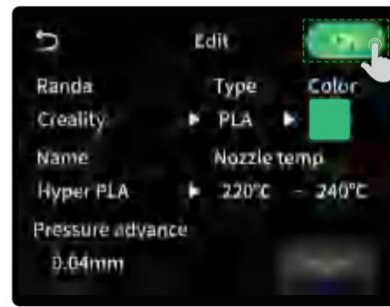 Edit
Randa Type Color
Creality PLA
Name Nozzle temp
Hyper PLA 220°C - 240°C
Pressure advance
0.04mm